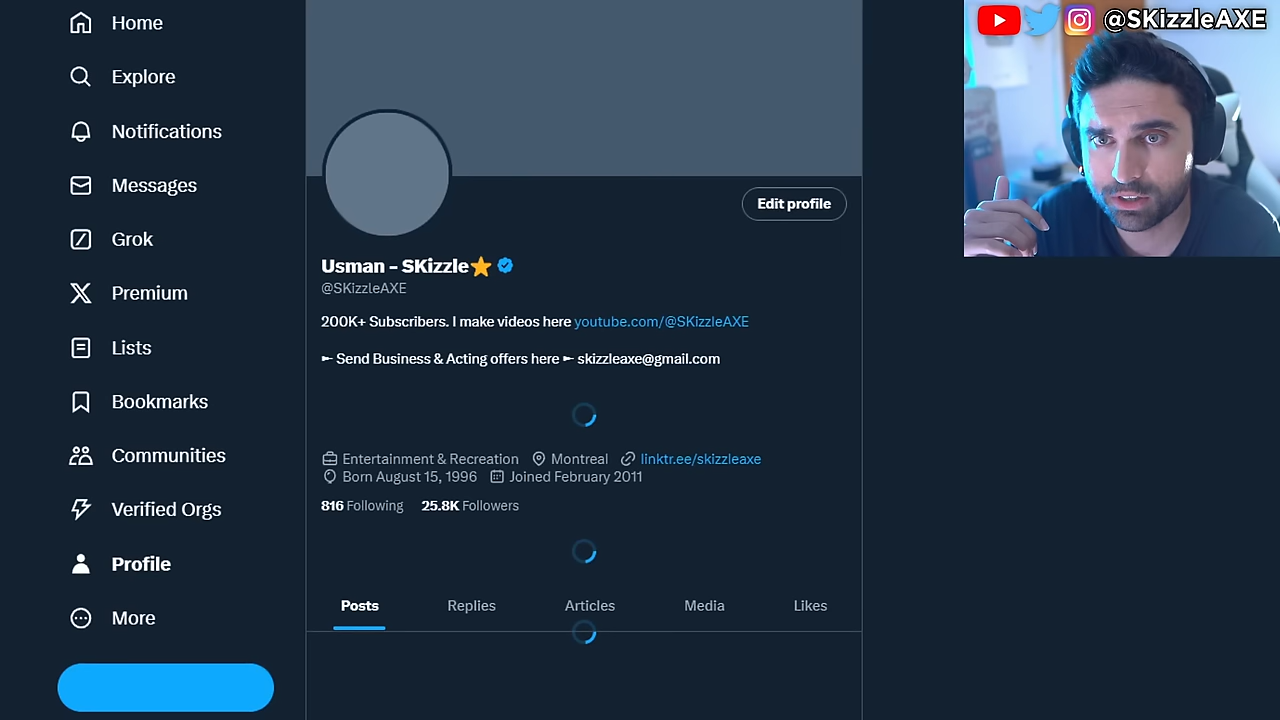 Home
Explore
Notifications
Messages
Grok
Premium
Lists
Bookmarks
Communities
Verified Orgs
Profile
More
Edit profile
Usman – SKizzle⭐
@SKizzleAXE
200K+ Subscribers. I make videos here youtube.com/@SKizzleAXE
➛ Send Business & Acting offers here ➛ skizzleaxe@gmail.com
Entertainment & Recreation Montreal linktr.ee/skizzleaxe
Born August 15, 1996 Joined February 2011
816 Following 25.8K Followers
Posts Replies Articles Media Likes
@SKizzleAXE